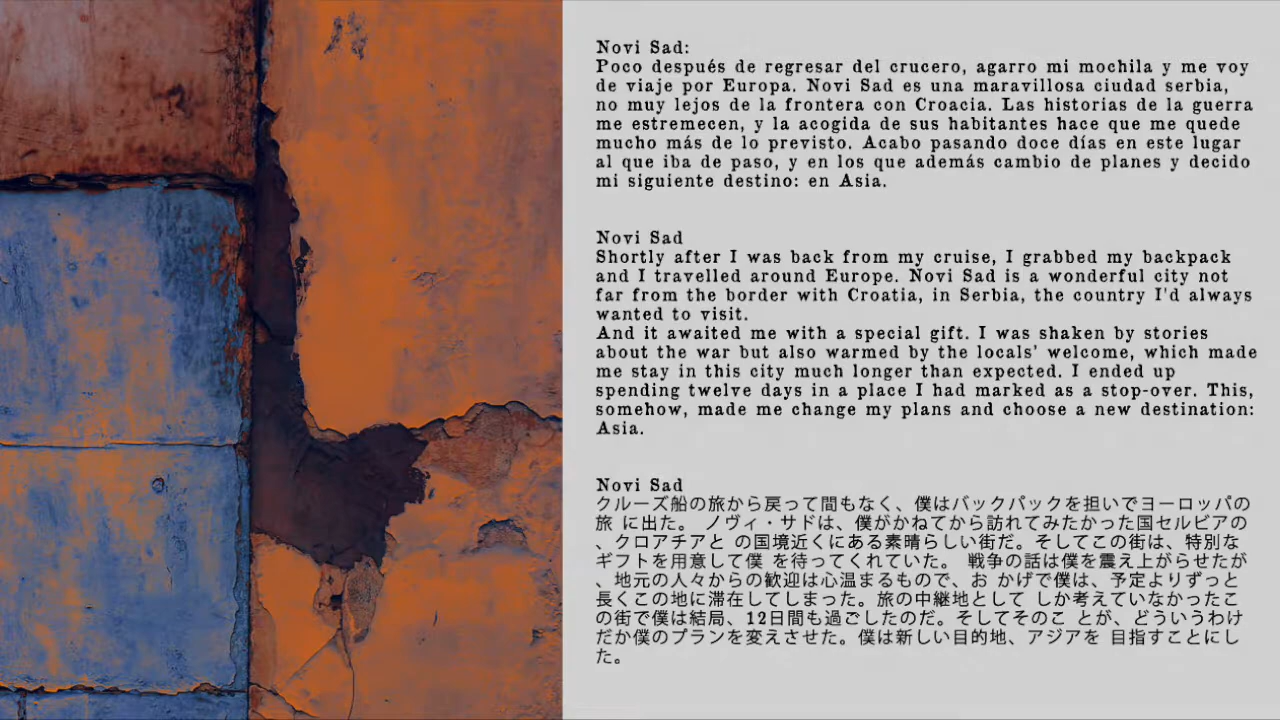 Novi Sad:
Poco después de regresar del crucero, agarro mi mochila y me voy
de viaje por Europa. Novi Sad es una maravillosa ciudad serbia,
no muy lejos de la frontera con Croacia. Las historias de la guerra
me estremecen, y la acogida de sus habitantes hace que me quede
mucho más de lo previsto. Acabo pasando doce días en este lugar
al que iba de paso, y en los que además cambio de planes y decido
mi siguiente destino: en Asia.
Novi Sad
Shortly after I was back from my cruise, I grabbed my backpack
and I travelled around Europe. Novi Sad is a wonderful city not
far from the border with Croatia, in Serbia, the country I'd always
wanted to visit.
And it awaited me with a special gift. I was shaken by stories
about the war but also warmed by the locals' welcome, which made
me stay in this city much longer than expected. I ended up
spending twelve days in a place I had marked as a stop-over. This,
somehow, made me change my plans and choose a new destination:
Asia.
Novi Sad
クルーズ船の旅から戻って間もなく、僕はバックパックを担いでヨーロッパの
旅 に出た。 ノヴィ・サドは、僕がかねてから訪れてみたかった国セルビアの
、クロアチアと の国境近くにある素晴らしい街だ。そしてこの街は、特別な
ギフトを用意して僕 を待ってくれていた。 戦争の話は僕を震え上がらせたが
、地元の人々からの歓迎は心温まるもので、お かげで僕は、予定よりずっと
長くこの地に滞在してしまった。旅の中継地として しか考えていなかったこ
の街で僕は結局、12日間も過ごしたのだ。そしてそのこ とが、どういうわけ
だか僕のプランを変えさせた。僕は新しい目的地、アジアを 目指すことにし
た。